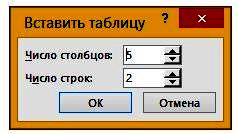 Вставить таблицу ? ×
Число столбцов: 5
Число строк: 2
ОК Отмена